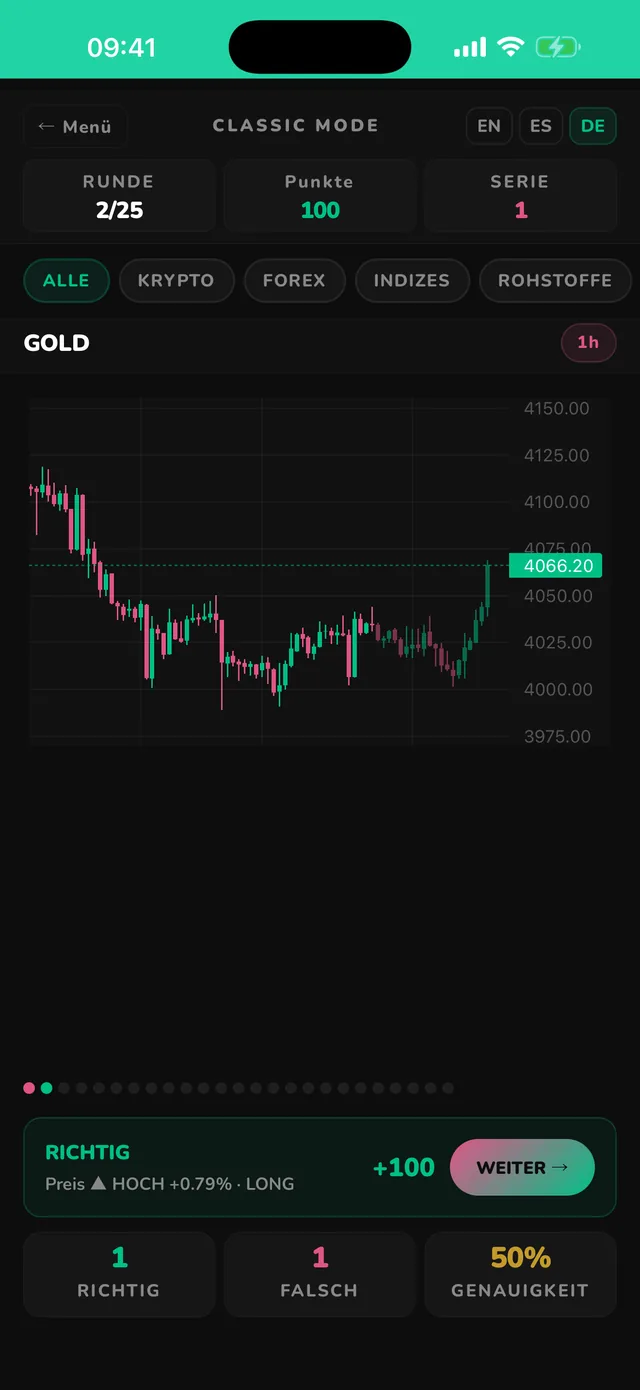 09:41
← Menü CLASSIC MODE EN ES DE
RUNDE Punkte SERIE
2/25 100 1
ALLE KRYPTO FOREX INDIZES ROHSTOFFE
GOLD 1h
4150.00
4125.00
4100.00
4075.00
4066.20
4050.00
4025.00
4000.00
3975.00
RICHTIG
Preis ▲ HOCH +0.79% · LONG
+100
WEITER →
1 1 50%
RICHTIG FALSCH GENAUIGKEIT